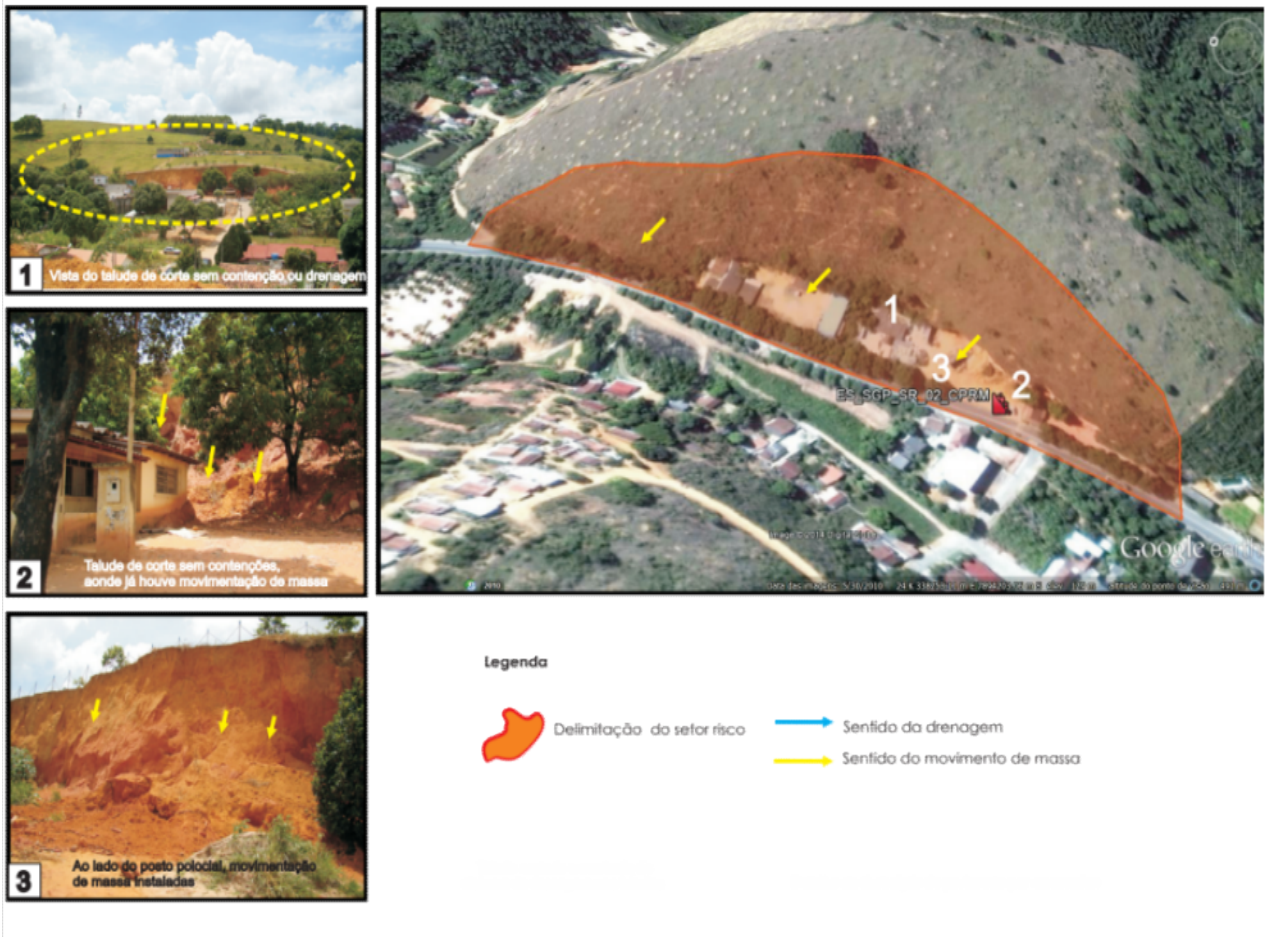 1
Vista do talude de corte sem contenção ou drenagem
2
Talude de corte sem contenções,
aonde já houve movimentação de massa
3
Ao lado do posto polocial, movimentação
de massa instaladas
1
3
2
ES_SGP_SR_02_CPRM
Google earth
2010
Legenda
Delimitação do setor risco
Sentido da drenagem
Sentido do movimento de massa